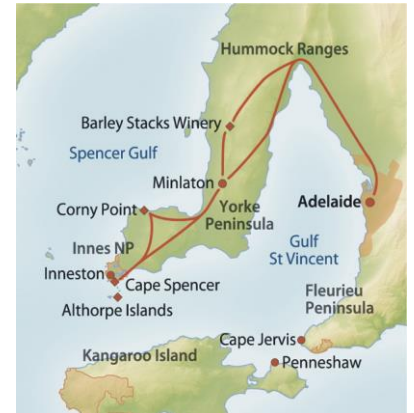 Hummock Ranges
Barley Stacks Winery
Spencer Gulf
Minlaton
Adelaide
Corny Point
Yorke
Peninsula
Gulf
St Vincent
Innes NP
Inneston
Cape Spencer
Althorpe Islands
Fleurieu
Peninsula
Cape Jervis
Kangaroo Island
Penneshaw